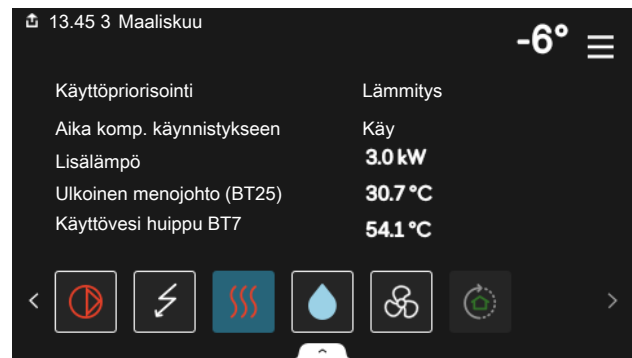 13.45 3 Maaliskuu
-6°
Käyttöpriorisointi Lämmitys
Aika komp. käynnistykseen Käy
Lisälämpö 3.0 kW
Ulkoinen menojohto (BT25) 30.7 °C
Käyttövesi huippu BT7 54.1 °C